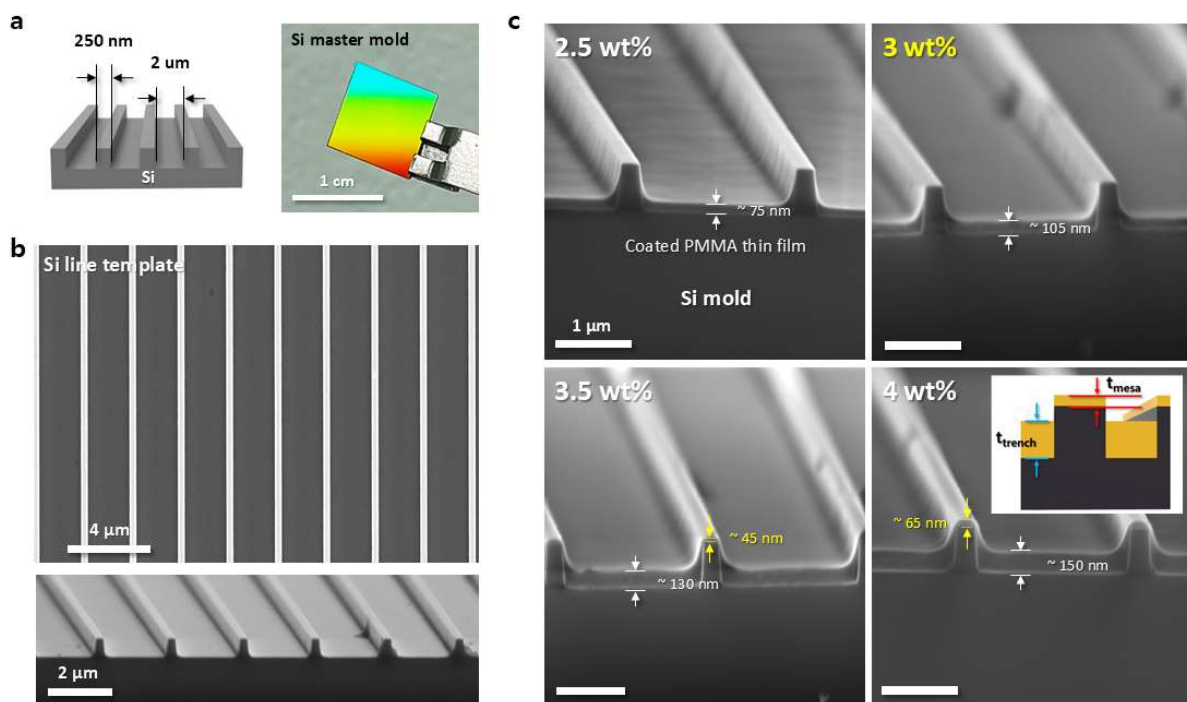 a
250 nm
2 um
Si
Si master mold
1 cm
b
Si line template
4 μm
2 μm
c
2.5 wt%
~ 75 nm
Coated PMMA thin film
Si mold
1 μm
3 wt%
~ 105 nm
3.5 wt%
~ 45 nm
~ 130 nm
4 wt%
t_mesa
t_trench
~ 65 nm
~ 150 nm